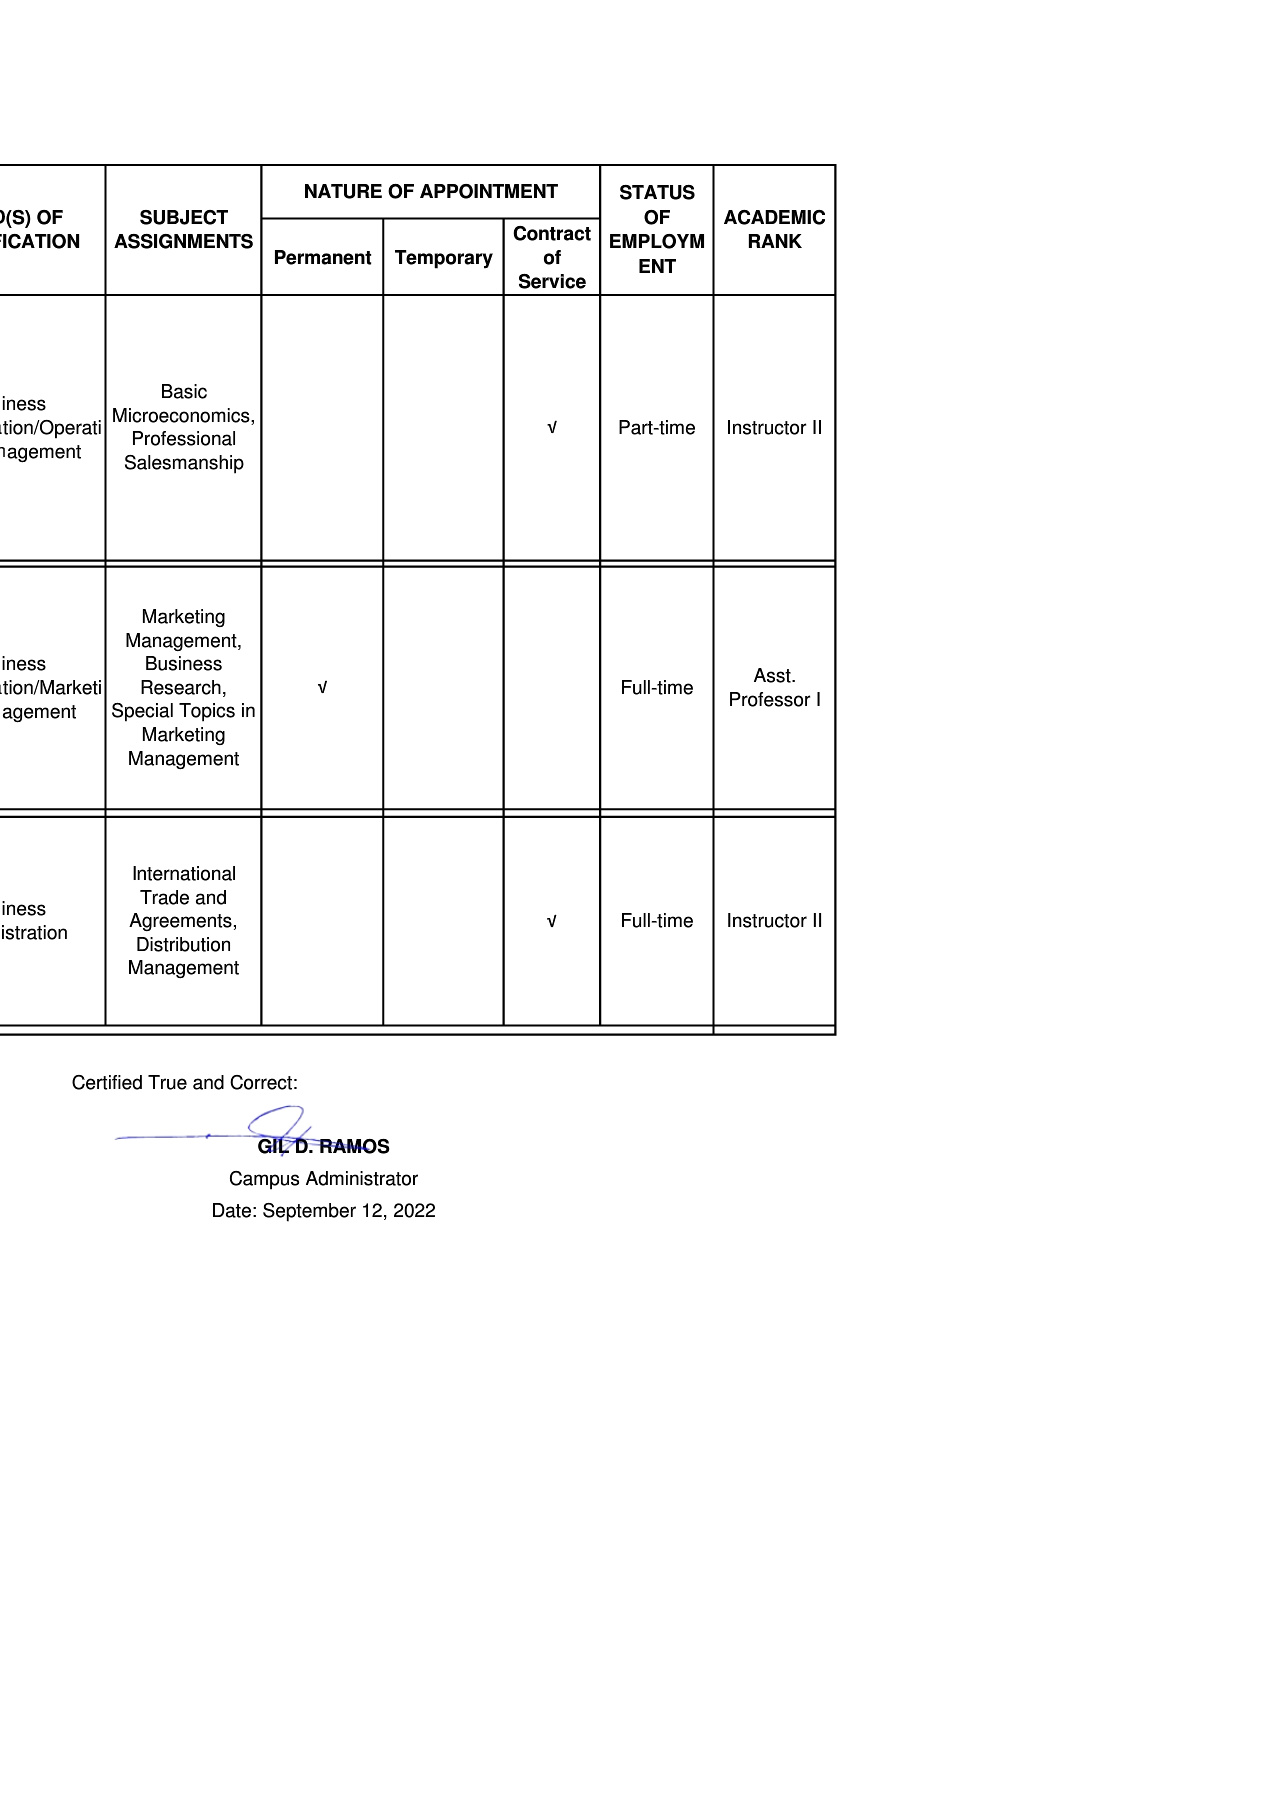 D(S) OF
FICATION
SUBJECT
ASSIGNMENTS
NATURE OF APPOINTMENT
Permanent
Temporary
Contract
of
Service
STATUS
OF
EMPLOYM
ENT
ACADEMIC
RANK
iness
ation/Operati
nagement
Basic
Microeconomics,
Professional
Salesmanship
√
Part-time
Instructor II
iness
ation/Marketi
agement
Marketing
Management,
Business
Research,
Special Topics in
Marketing
Management
√
Full-time
Asst.
Professor I
iness
istration
International
Trade and
Agreements,
Distribution
Management
√
Full-time
Instructor II
Certified True and Correct:
GIL D. RAMOS
Campus Administrator
Date: September 12, 2022